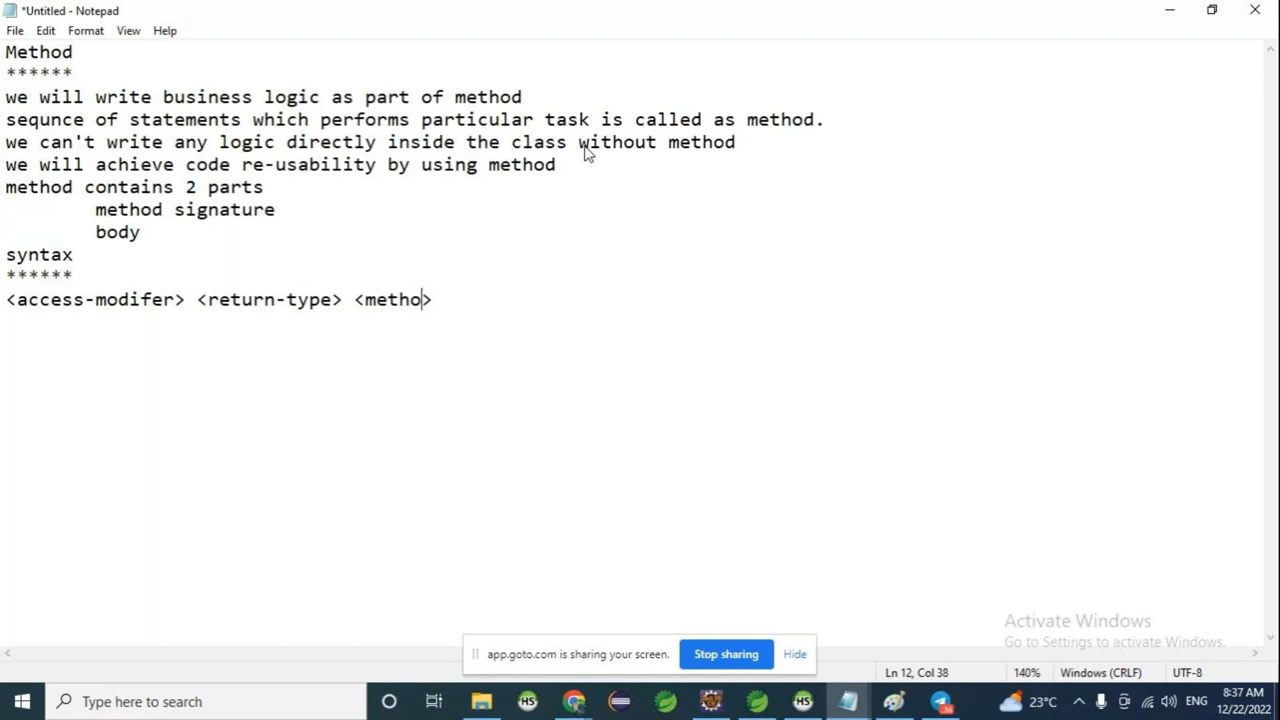 *Untitled - Notepad
File Edit Format View Help
Method
******
we will write business logic as part of method
sequnce of statements which performs particular task is called as method.
we can't write any logic directly inside the class without method
we will achieve code re-usability by using method
method contains 2 parts
method signature
body
syntax
******
<access-modifer> <return-type> <metho>
Activate Windows
Go to Settings to activate Windows.
app.goto.com is sharing your screen. Stop sharing Hide
Ln 12, Col 38 140% Windows (CRLF) UTF-8
Type here to search HS HS 23°C ENG 8:37 AM
12/22/2022